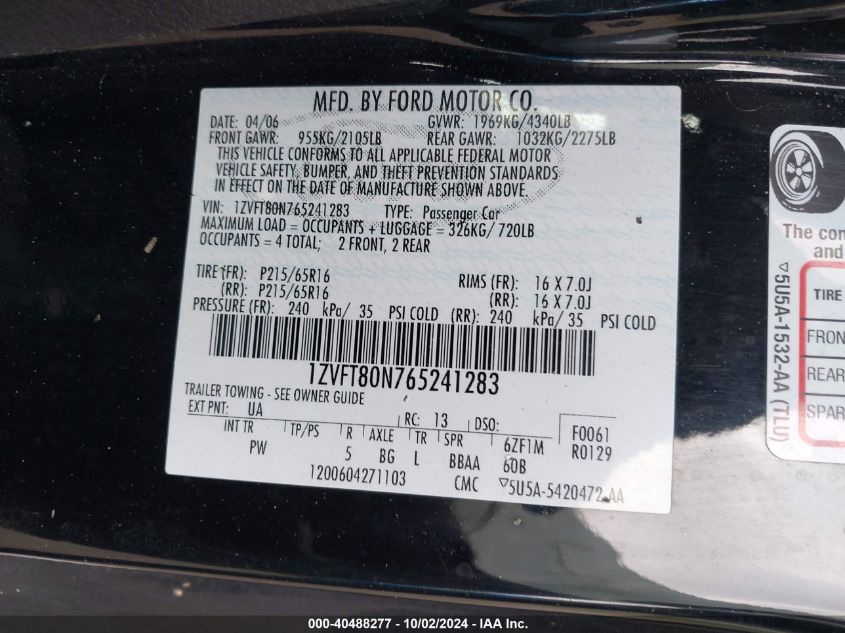 MFD. BY FORD MOTOR CO.
DATE: 04/06 GVWR: 1969KG/4340LB
FRONT GAWR: 955KG/2105LB REAR GAWR: 1032KG/2275LB
THIS VEHICLE CONFORMS TO ALL APPLICABLE FEDERAL MOTOR
VEHICLE SAFETY, BUMPER, AND THEFT PREVENTION STANDARDS
IN EFFECT ON THE DATE OF MANUFACTURE SHOWN ABOVE.
VIN: 1ZVFT80N765241283 TYPE: Passenger Car
MAXIMUM LOAD = OCCUPANTS + LUGGAGE = 326KG/ 720LB
OCCUPANTS = 4 TOTAL; 2 FRONT, 2 REAR
TIRE (FR): P215/65R16 RIMS (FR): 16 X 7.0J
(RR): P215/65R16 (RR): 16 X 7.0J
PRESSURE (FR): 240 kPa/ 35 PSI COLD (RR): 240 kPa/ 35 PSI COLD
1ZVFT80N765241283
TRAILER TOWING - SEE OWNER GUIDE
EXT PNT: UA RC: 13 DSO: F0061
INT TR TP/PS R AXLE TR SPR 6ZF1M R0129
PW 5 BG L BBAA 60B
1200604271103 CMC ▽5U5A-5420472-AA
The con
and
TIRE
FRON
REAR
SPAR
▽5U5A-1532-AA (TLU)
000-40488277 - 10/02/2024 - IAA Inc.